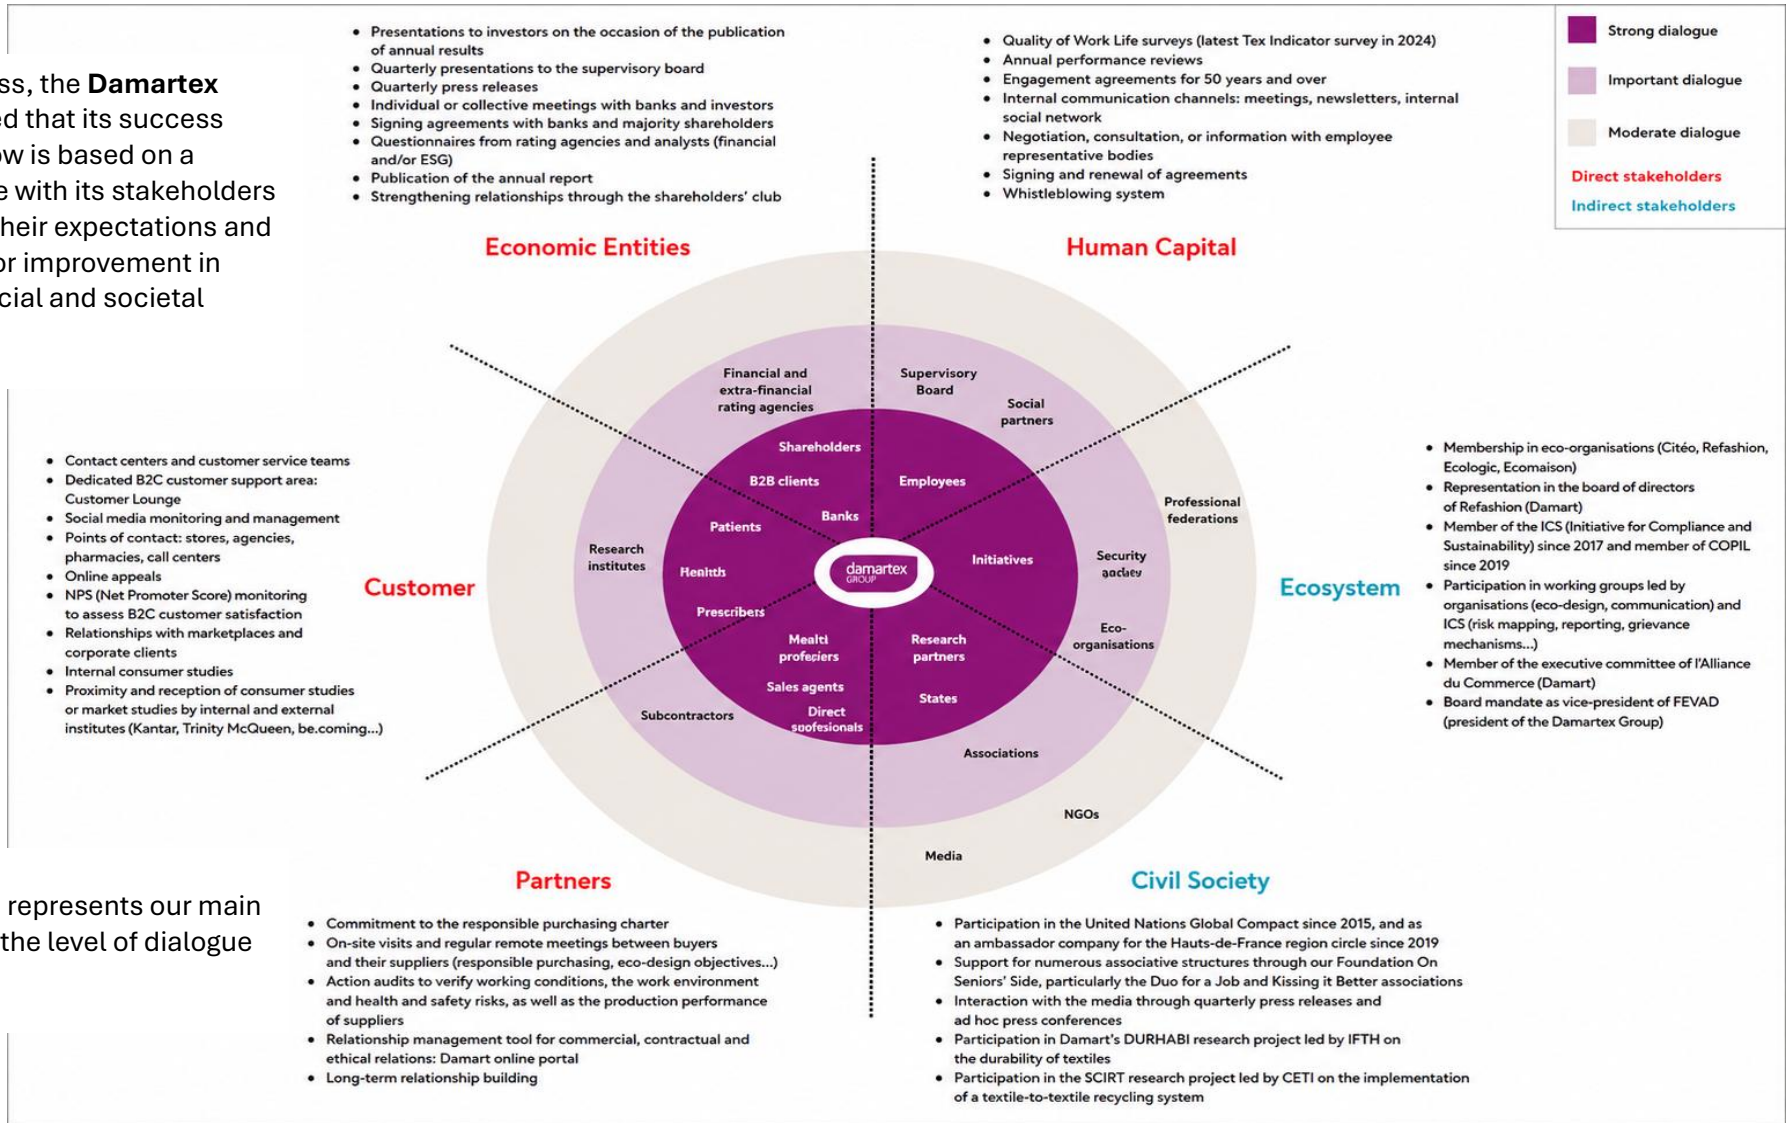 ss, the Damartex
ed that its success
ow is based on a
e with its stakeholders
heir expectations and
or improvement in
cial and societal
• Presentations to investors on the occasion of the publication
of annual results
• Quarterly presentations to the supervisory board
• Quarterly press releases
• Individual or collective meetings with banks and investors
• Signing agreements with banks and majority shareholders
• Questionnaires from rating agencies and analysts (financial
and/or ESG)
• Publication of the annual report
• Strengthening relationships through the shareholders' club
• Quality of Work Life surveys (latest Tex Indicator survey in 2024)
• Annual performance reviews
• Engagement agreements for 50 years and over
• Internal communication channels: meetings, newsletters, internal
social network
• Negotiation, consultation, or information with employee
representative bodies
• Signing and renewal of agreements
• Whistleblowing system
Strong dialogue
Important dialogue
Moderate dialogue
Direct stakeholders
Indirect stakeholders
Economic Entities
Human Capital
Financial and
extra-financial
rating agencies
Supervisory
Board
Social
partners
Shareholders
B2B clients
Banks
Employees
Patients
Research
institutes
Prescribers
damartex
GROUP
Initiatives
Professional
federations
Security
Eco-
organisations
Research
partners
States
Sales agents
Direct
Subcontractors
Associations
NGOs
Media
Customer
• Contact centers and customer service teams
• Dedicated B2C customer support area:
Customer Lounge
• Social media monitoring and management
• Points of contact: stores, agencies,
pharmacies, call centers
• Online appeals
• NPS (Net Promoter Score) monitoring
to assess B2C customer satisfaction
• Relationships with marketplaces and
corporate clients
• Internal consumer studies
• Proximity and reception of consumer studies
or market studies by internal and external
institutes (Kantar, Trinity McQueen, be.coming...)
Ecosystem
• Membership in eco-organisations (Citéo, Refashion,
Ecologic, Ecomaison)
• Representation in the board of directors
of Refashion (Damart)
• Member of the ICS (Initiative for Compliance and
Sustainability) since 2017 and member of COPIL
since 2019
• Participation in working groups led by
organisations (eco-design, communication) and
ICS (risk mapping, reporting, grievance
mechanisms...)
• Member of the executive committee of l'Alliance
du Commerce (Damart)
• Board mandate as vice-president of FEVAD
(president of the Damartex Group)
represents our main
the level of dialogue
Partners
• Commitment to the responsible purchasing charter
• On-site visits and regular remote meetings between buyers
and their suppliers (responsible purchasing, eco-design objectives...)
• Action audits to verify working conditions, the work environment
and health and safety risks, as well as the production performance
of suppliers
• Relationship management tool for commercial, contractual and
ethical relations: Damart online portal
• Long-term relationship building
Civil Society
• Participation in the United Nations Global Compact since 2015, and as
an ambassador company for the Hauts-de-France region circle since 2019
• Support for numerous associative structures through our Foundation On
Seniors' Side, particularly the Duo for a Job and Kissing it Better associations
• Interaction with the media through quarterly press releases and
ad hoc press conferences
• Participation in Damart's DURHABI research project led by IFTH on
the durability of textiles
• Participation in the SCIRT research project led by CETI on the implementation
of a textile-to-textile recycling system